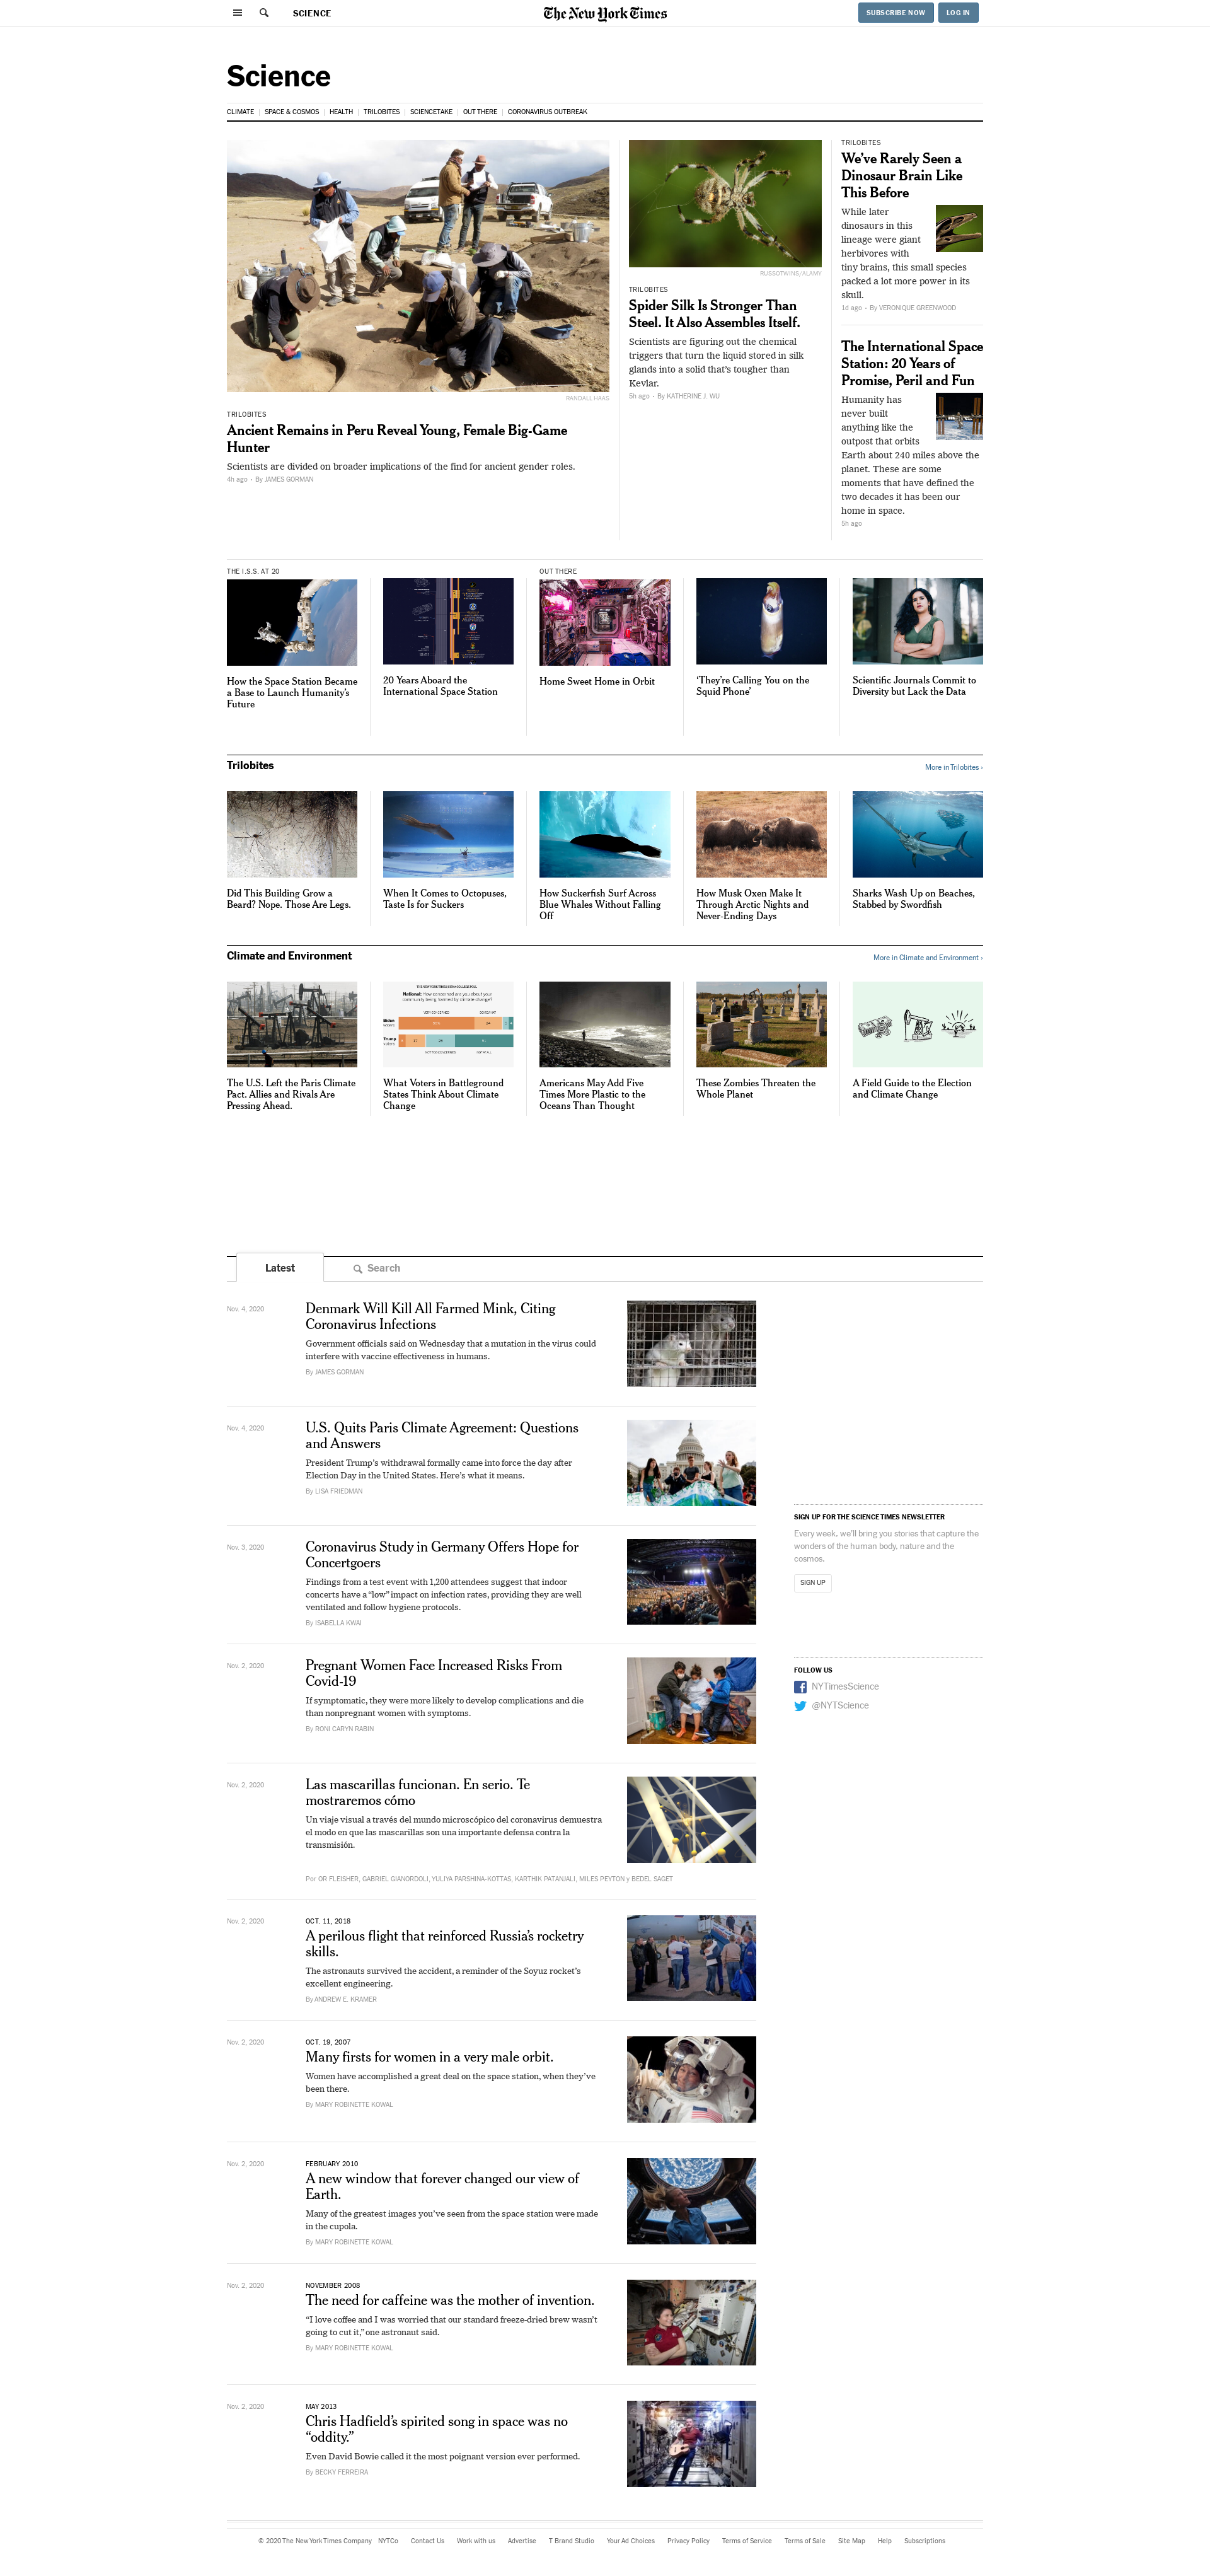 SCIENCE
The New York Times
SUBSCRIBE NOW
LOG IN
Science
CLIMATE
SPACE & COSMOS
HEALTH
TRILOBITES
SCIENCETAKE
OUT THERE
CORONAVIRUS OUTBREAK
RANDALL HAAS
TRILOBITES
Ancient Remains in Peru Reveal Young, Female Big-Game
Hunter
Scientists are divided on broader implications of the find for ancient gender roles.
4h ago • By JAMES GORMAN
RUSSOTWINS/ALAMY
TRILOBITES
Spider Silk Is Stronger Than
Steel. It Also Assembles Itself.
Scientists are figuring out the chemical
triggers that turn the liquid stored in silk
glands into a solid that’s tougher than
Kevlar.
5h ago • By KATHERINE J. WU
TRILOBITES
We’ve Rarely Seen a
Dinosaur Brain Like
This Before
While later
dinosaurs in this
lineage were giant
herbivores with
tiny brains, this small species
packed a lot more power in its
skull.
1d ago • By VERONIQUE GREENWOOD
The International Space
Station: 20 Years of
Promise, Peril and Fun
Humanity has
never built
anything like the
outpost that orbits
Earth about 240 miles above the
planet. These are some
moments that have defined the
two decades it has been our
home in space.
5h ago
THE I.S.S. AT 20
How the Space Station Became
a Base to Launch Humanity’s
Future
20 Years Aboard the
International Space Station
OUT THERE
Home Sweet Home in Orbit
‘They’re Calling You on the
Squid Phone’
Scientific Journals Commit to
Diversity but Lack the Data
Trilobites
More in Trilobites ›
Did This Building Grow a
Beard? Nope. Those Are Legs.
When It Comes to Octopuses,
Taste Is for Suckers
How Suckerfish Surf Across
Blue Whales Without Falling
Off
How Musk Oxen Make It
Through Arctic Nights and
Never-Ending Days
Sharks Wash Up on Beaches,
Stabbed by Swordfish
Climate and Environment
More in Climate and Environment ›
The U.S. Left the Paris Climate
Pact. Allies and Rivals Are
Pressing Ahead.
National: How concerned are you about your
community being harmed by climate change?
Biden
voters
Trump
voters
What Voters in Battleground
States Think About Climate
Change
Americans May Add Five
Times More Plastic to the
Oceans Than Thought
These Zombies Threaten the
Whole Planet
A Field Guide to the Election
and Climate Change
Latest
Search
Nov. 4, 2020
Denmark Will Kill All Farmed Mink, Citing
Coronavirus Infections
Government officials said on Wednesday that a mutation in the virus could
interfere with vaccine effectiveness in humans.
By JAMES GORMAN
Nov. 4, 2020
U.S. Quits Paris Climate Agreement: Questions
and Answers
President Trump’s withdrawal formally came into force the day after
Election Day in the United States. Here’s what it means.
By LISA FRIEDMAN
Nov. 3, 2020
Coronavirus Study in Germany Offers Hope for
Concertgoers
Findings from a test event with 1,200 attendees suggest that indoor
concerts have a “low” impact on infection rates, providing they are well
ventilated and follow hygiene protocols.
By ISABELLA KWAI
Nov. 2, 2020
Pregnant Women Face Increased Risks From
Covid-19
If symptomatic, they were more likely to develop complications and die
than nonpregnant women with symptoms.
By RONI CARYN RABIN
Nov. 2, 2020
Las mascarillas funcionan. En serio. Te
mostraremos cómo
Un viaje visual a través del mundo microscópico del coronavirus demuestra
el modo en que las mascarillas son una importante defensa contra la
transmisión.
Por OR FLEISHER, GABRIEL GIANORDOLI, YULIYA PARSHINA-KOTTAS, KARTHIK PATANJALI, MILES PEYTON y BEDEL SAGET
Nov. 2, 2020
OCT. 11, 2018
A perilous flight that reinforced Russia’s rocketry
skills.
The astronauts survived the accident, a reminder of the Soyuz rocket’s
excellent engineering.
By ANDREW E. KRAMER
Nov. 2, 2020
OCT. 19, 2007
Many firsts for women in a very male orbit.
Women have accomplished a great deal on the space station, when they’ve
been there.
By MARY ROBINETTE KOWAL
Nov. 2, 2020
FEBRUARY 2010
A new window that forever changed our view of
Earth.
Many of the greatest images you’ve seen from the space station were made
in the cupola.
By MARY ROBINETTE KOWAL
Nov. 2, 2020
NOVEMBER 2008
The need for caffeine was the mother of invention.
“I love coffee and I was worried that our standard freeze-dried brew wasn’t
going to cut it,” one astronaut said.
By MARY ROBINETTE KOWAL
Nov. 2, 2020
MAY 2013
Chris Hadfield’s spirited song in space was no
“oddity.”
Even David Bowie called it the most poignant version ever performed.
By BECKY FERREIRA
SIGN UP FOR THE SCIENCE TIMES NEWSLETTER
Every week, we’ll bring you stories that capture the
wonders of the human body, nature and the
cosmos.
SIGN UP
FOLLOW US
NYTimesScience
@NYTScience
© 2020 The New York Times Company
NYTCo
Contact Us
Work with us
Advertise
T Brand Studio
Your Ad Choices
Privacy Policy
Terms of Service
Terms of Sale
Site Map
Help
Subscriptions